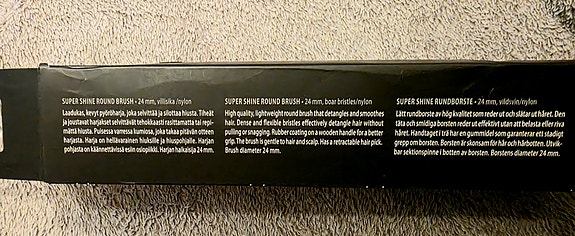 SUPER SHINE ROUND BRUSH • 24 mm, villisika /nylon
Laadukas, kevyt pyöröharja, joka selvittää ja silottaa hiusta. Tiheät
ja joustavat harjakset selvittävät tehokkaasti rasittamatta tai repi-
mättä hiusta. Puisessa varressa kumiosa, joka takaa pitävän otteen
harjasta. Harja on hellävarainen hiuksille ja hiuspohjalle. Harjan
pohjasta on käännettävissä esiin osiopiikki. Harjan halkaisija 24 mm.
SUPER SHINE ROUND BRUSH • 24 mm, boar bristles/nylon
High quality, lightweight round brush that detangles and smoothes
hair. Dense and flexible bristles effectively detangle hair without
pulling or snagging. Rubber coating on a wooden handle for a better
grip. The brush is gentle to hair and scalp. Has a retractable hair pick.
Brush diameter 24 mm.
SUPER SHINE RUNDBORSTE • 24 mm, vildsvin/nylon
Lätt rundborste av hög kvalitet som reder ut och slätar ut håret. Den
täta och smidiga borsten reder ut effektivt utan att belasta eller riva
håret. Handtaget i trä har en gummidel som garanterar ett stadigt
grepp om borsten. Borsten är skonsam för hår och hårbotten. Utvik-
bar sektionspinne i botten av borsten. Borstens diameter 24 mm.